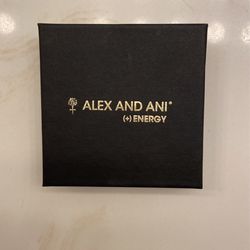 ALEX AND ANI®
(+) ENERGY